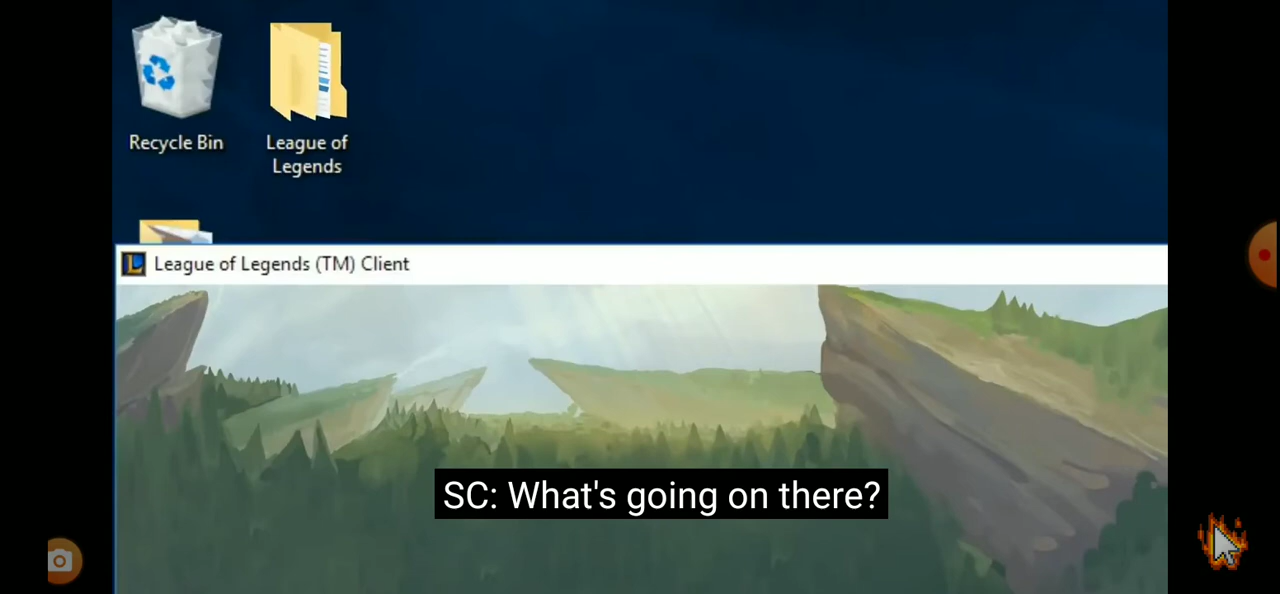 Recycle Bin
League of
Legends
League of Legends (TM) Client
SC: What's going on there?